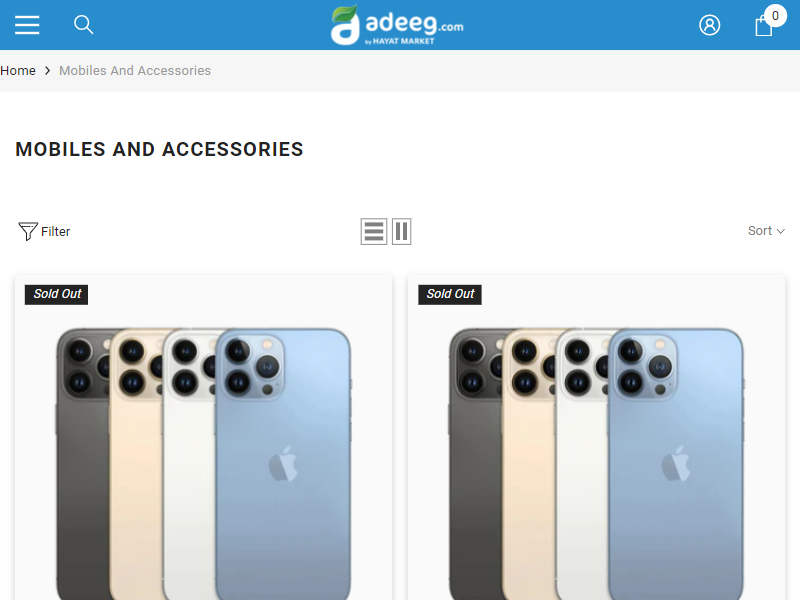 adeeg.com
by HAYAT MARKET
0
Home > Mobiles And Accessories
MOBILES AND ACCESSORIES
Filter
Sort
Sold Out
Sold Out